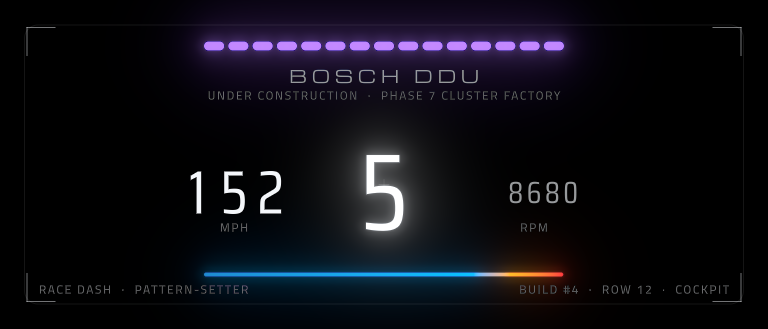 BOSCH DDU
UNDER CONSTRUCTION · PHASE 7 CLUSTER FACTORY
152 5 8680
MPH RPM
RACE DASH · PATTERN-SETTER BUILD #4 · ROW 12 · COCKPIT